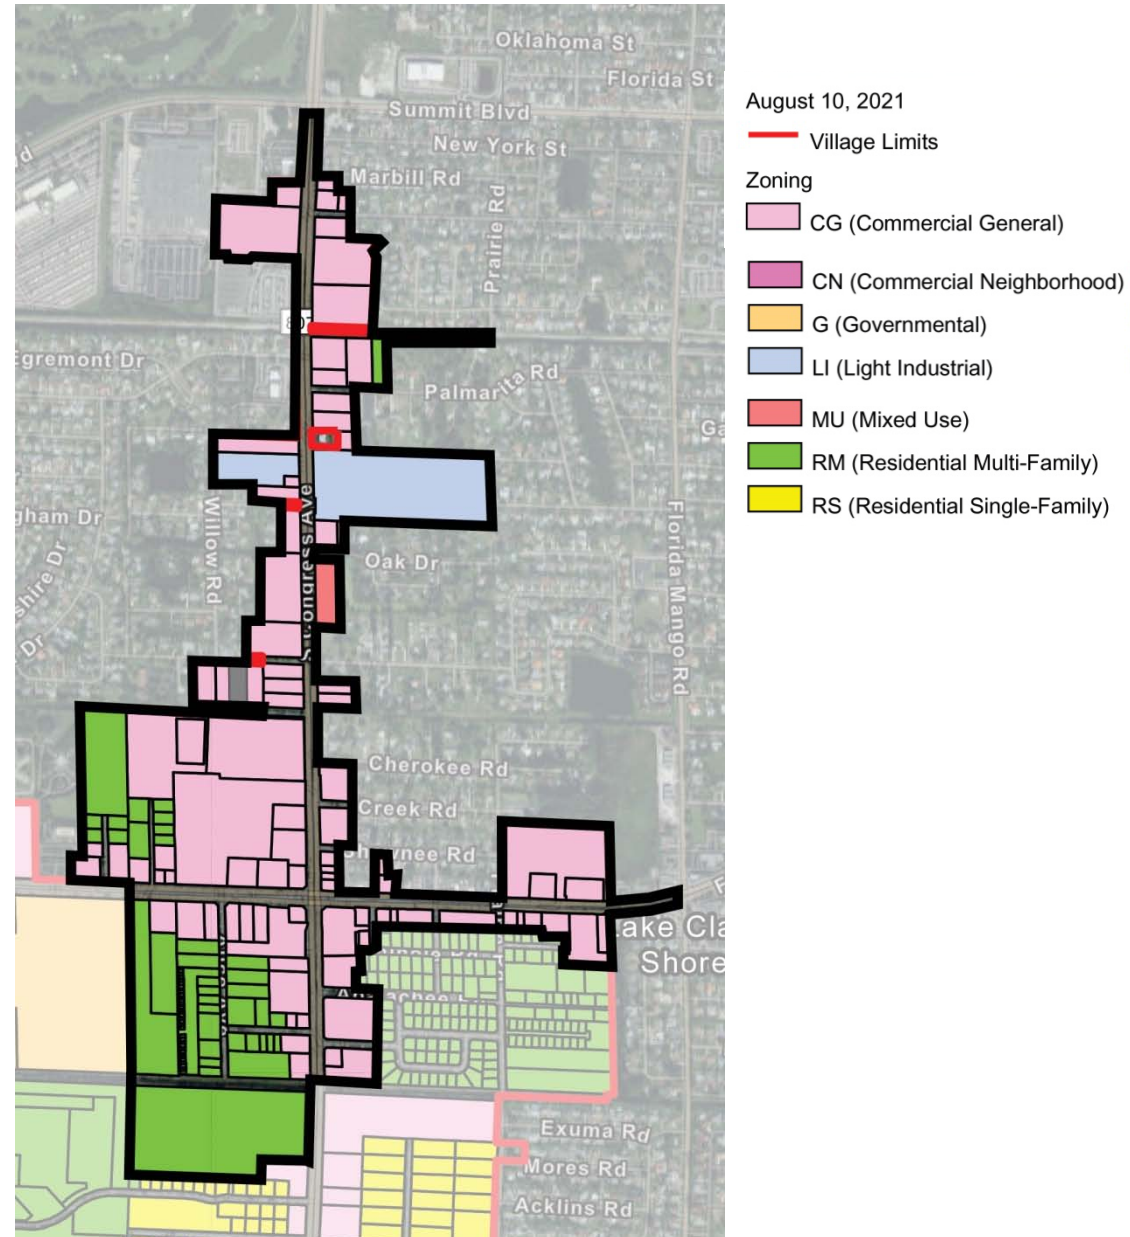 Oklahoma St
Florida St
Summit Blvd
New York St
Marbill Rd
Prairie Rd
Egremont Dr
Palmarita Rd
Willow Rd
S Congress Ave
Oak Dr
Florida Mango Rd
Cherokee Rd
Creek Rd
Lake Cla
Shore
Exuma Rd
Mores Rd
Acklins Rd
August 10, 2021
Village Limits
Zoning
CG (Commercial General)
CN (Commercial Neighborhood)
G (Governmental)
LI (Light Industrial)
MU (Mixed Use)
RM (Residential Multi-Family)
RS (Residential Single-Family)